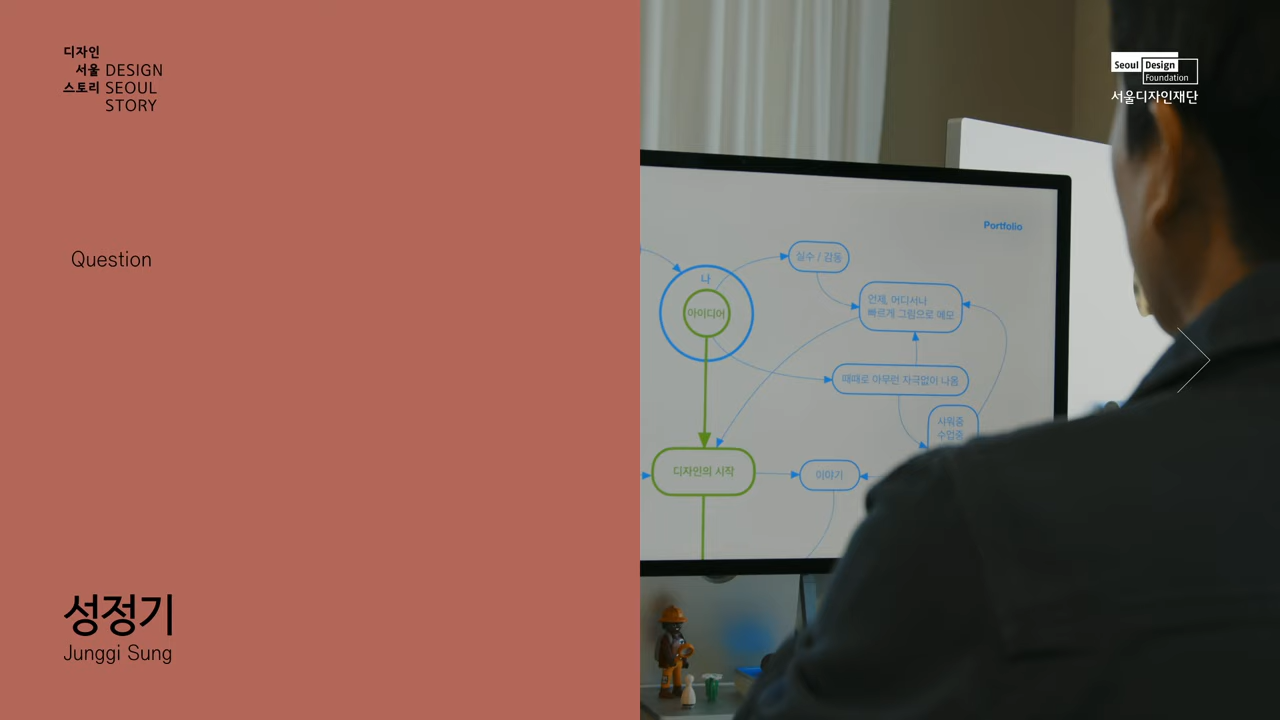 디자인
서울 DESIGN
스토리 SEOUL
STORY
Seoul Design
Foundation
서울디자인재단
Question
Portfolio
나
아이디어
실수 / 감동
언제, 어디서나
빠르게 그림으로 메모
때때로 아무런 자극없이 나옴
샤워중
수업중
디자인의 시작
이야기
성정기
Junggi Sung